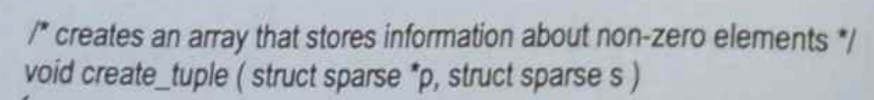 /* creates an array that stores information about non-zero elements */
void create_tuple ( struct sparse *p, struct sparse s )